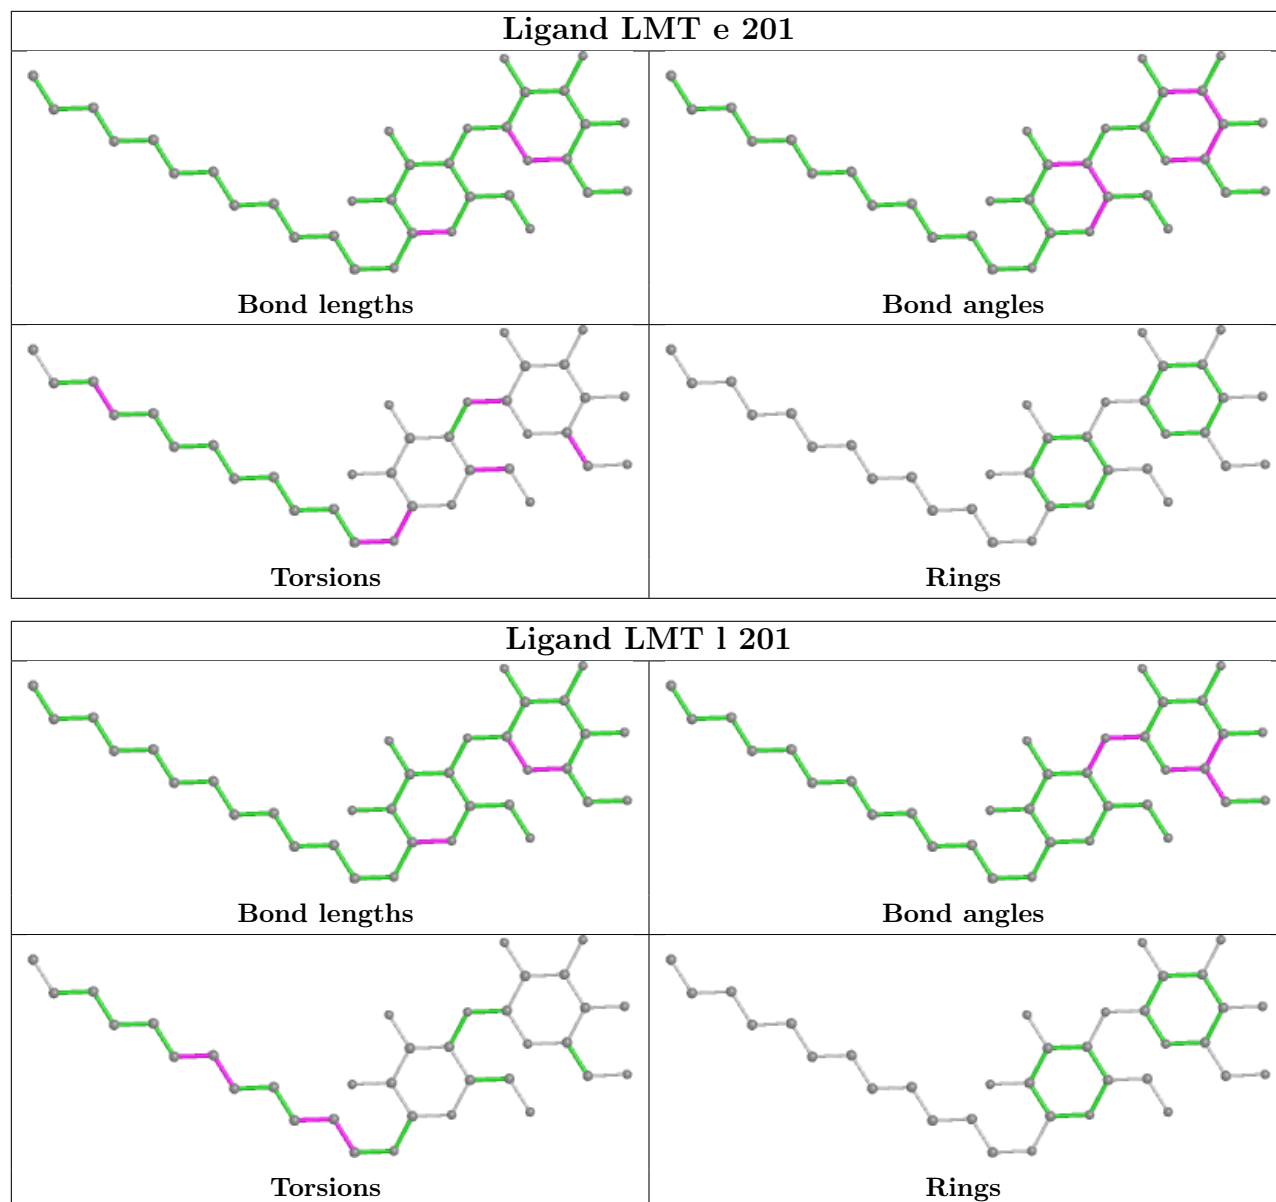 Ligand LMT e 201
Bond lengths
Bond angles
Torsions
Rings
Ligand LMT l 201
Bond lengths
Bond angles
Torsions
Rings